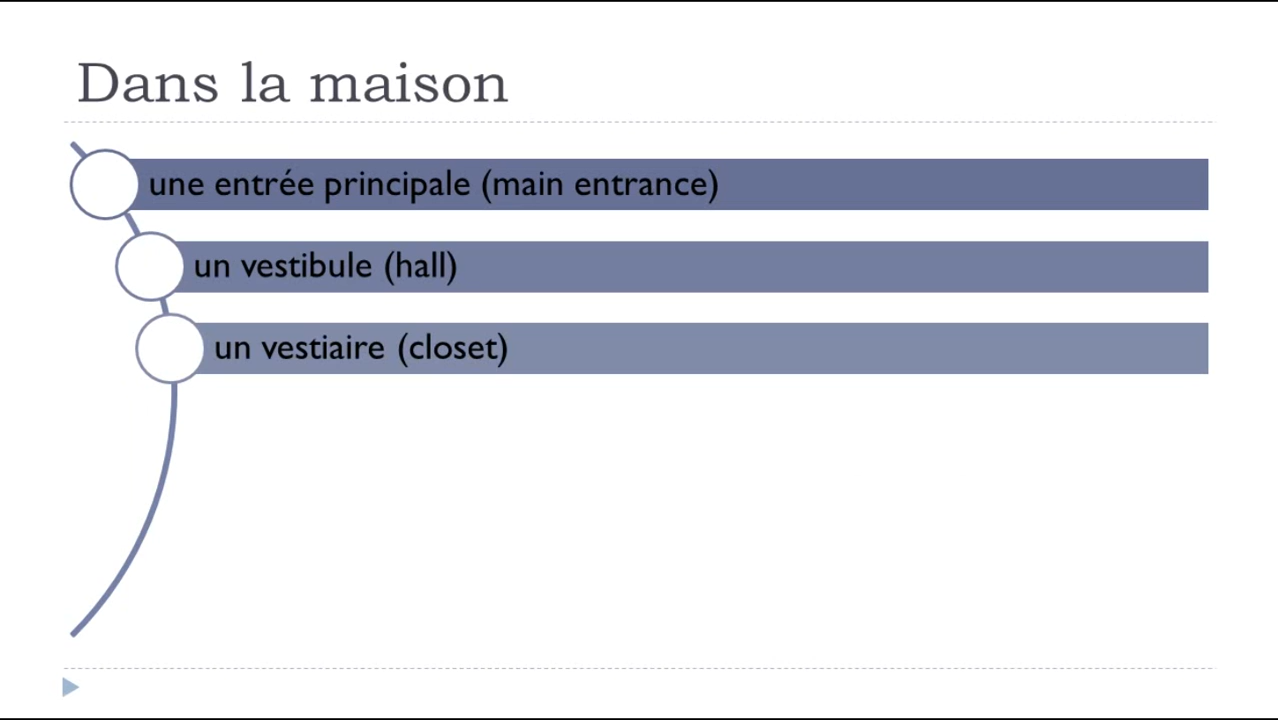 Dans la maison
une entrée principale (main entrance)
un vestibule (hall)
un vestiaire (closet)